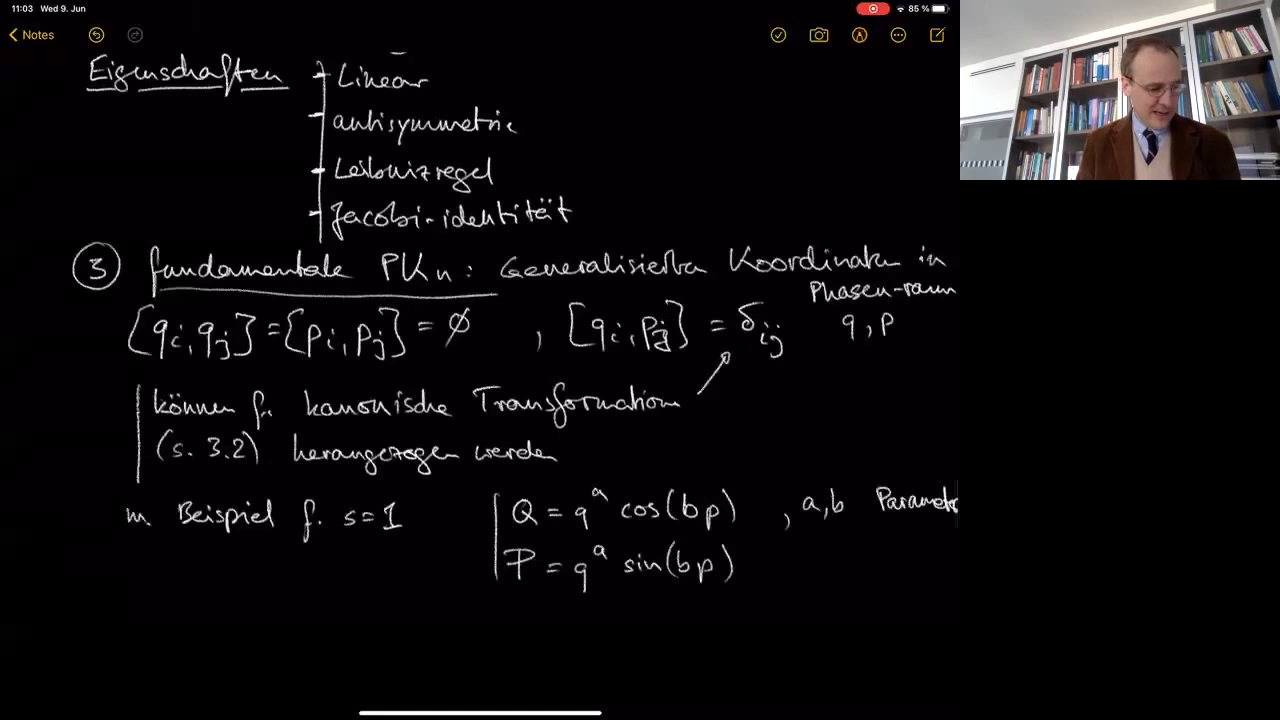 11:03 Wed 9. Jun 85 %
Notes
Eigenschaften
Linear
antisymmetrie
Leibnizregel
Jacobi-identität
3 fundamentale PKn: Generalisierten Koordinaten in
Phasen-raum
[qi, qj] = [pi, pj] = ∅ , [qi, pj] = δij q, p
können f. kanonische Transformation
(s. 3.2) herangezogen werden
m. Beispiel f. s=1 Q = q^a cos(bp) , a,b Parameter
P = q^a sin(bp)